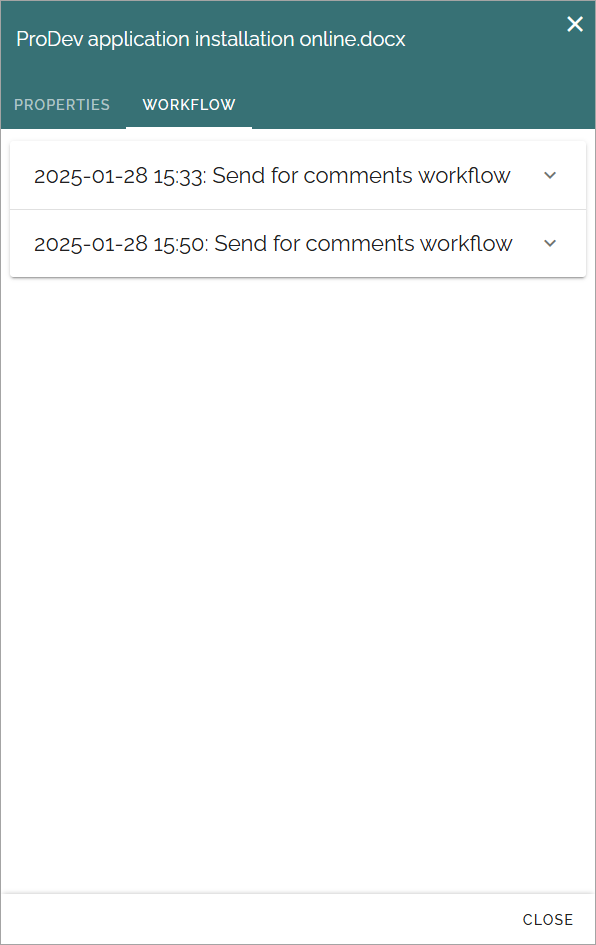 ProDev application installation online.docx
PROPERTIES WORKFLOW
2025-01-28 15:33: Send for comments workflow
2025-01-28 15:50: Send for comments workflow
CLOSE